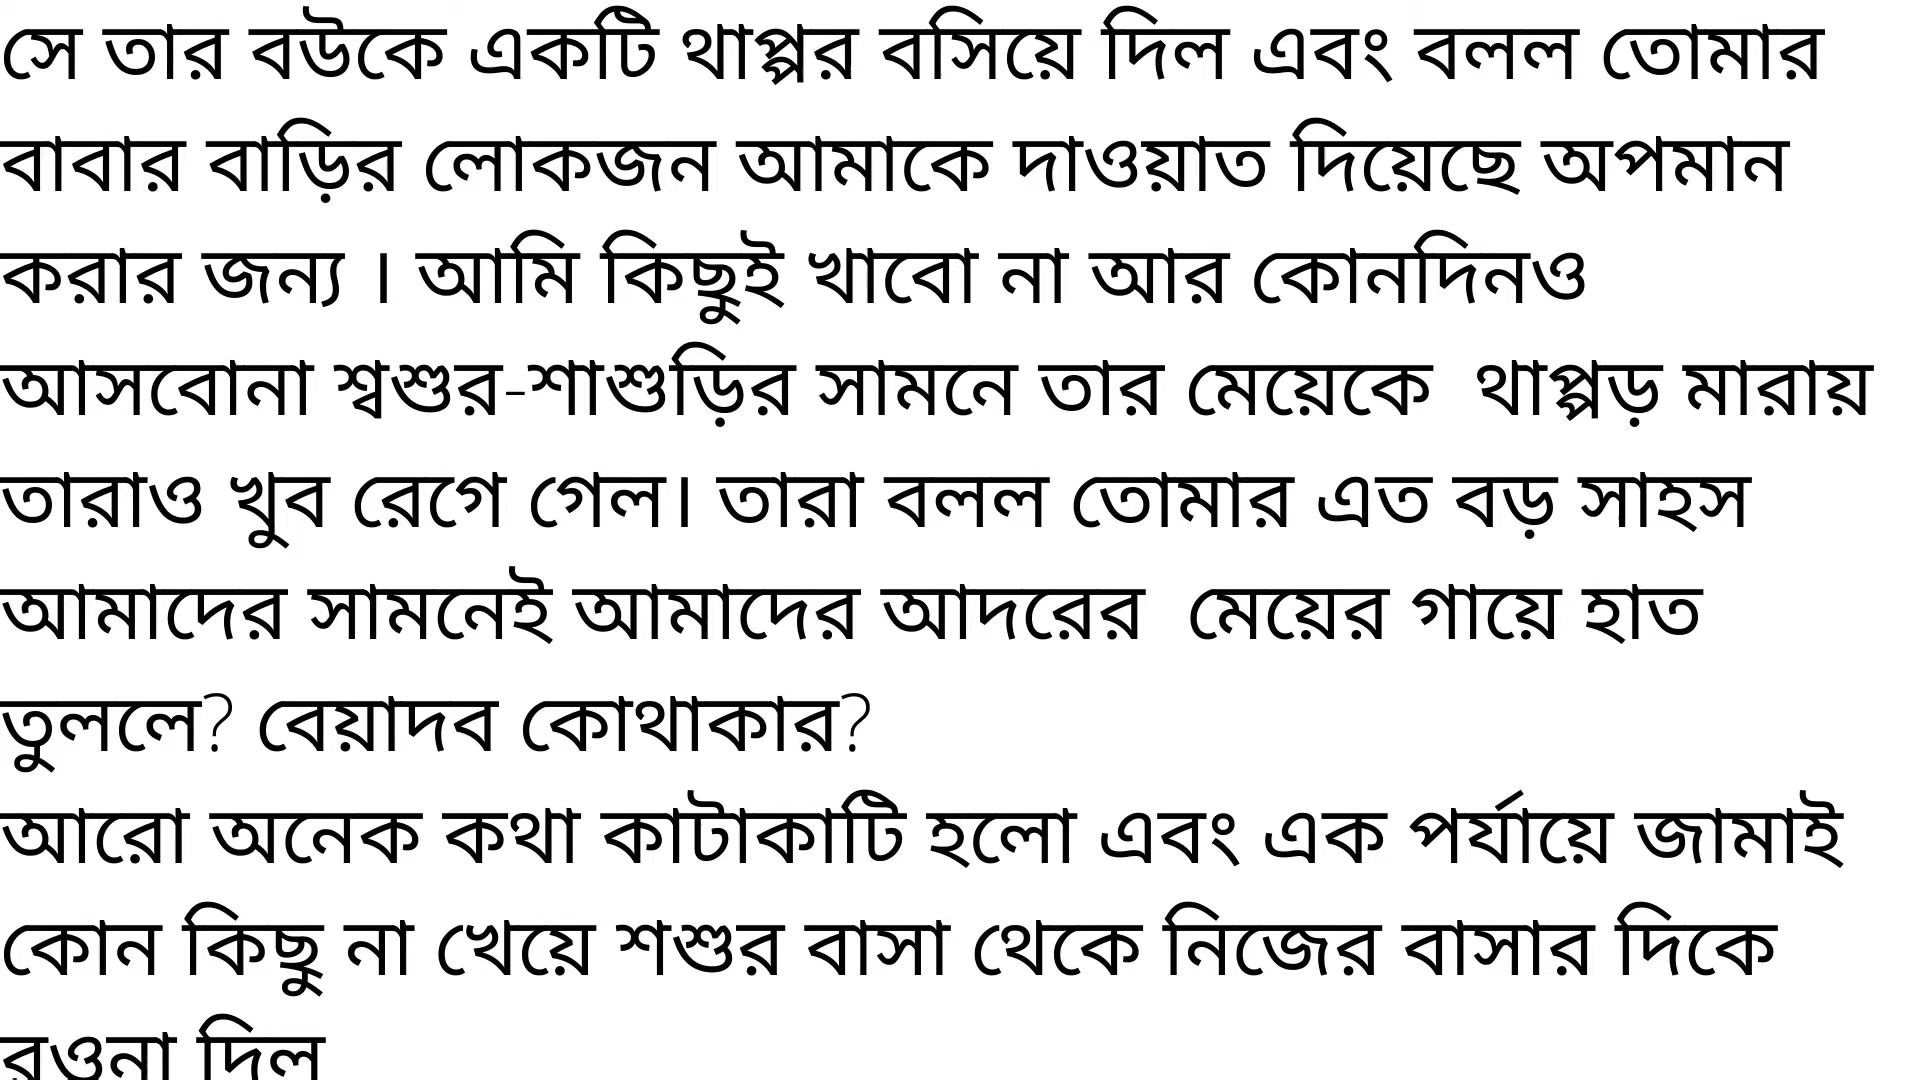 সে তার বউকে একটি থাপ্পর বসিয়ে দিল এবং বলল তোমার
বাবার বাড়ির লোকজন আমাকে দাওয়াত দিয়েছে অপমান
করার জন্য । আমি কিছুই খাবো না আর কোনদিনও
আসবোনা শ্বশুর-শাশুড়ির সামনে তার মেয়েকে  থাপ্পড় মারায়
তারাও খুব রেগে গেল। তারা বলল তোমার এত বড় সাহস
আমাদের সামনেই আমাদের আদরের  মেয়ের গায়ে হাত
তুললে? বেয়াদব কোথাকার?
আরো অনেক কথা কাটাকাটি হলো এবং এক পর্যায়ে জামাই
কোন কিছু না খেয়ে শশুর বাসা থেকে নিজের বাসার দিকে
রওনা দিল